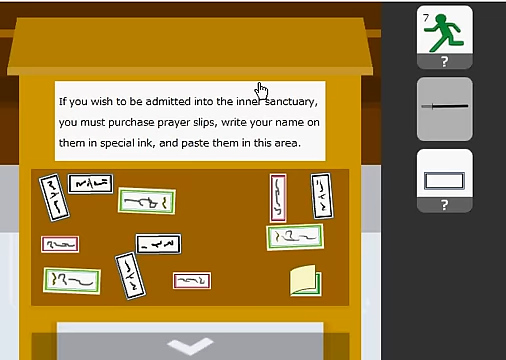 If you wish to be admitted into the inner sanctuary,
you must purchase prayer slips, write your name on
them in special ink, and paste them in this area.
7
?
?